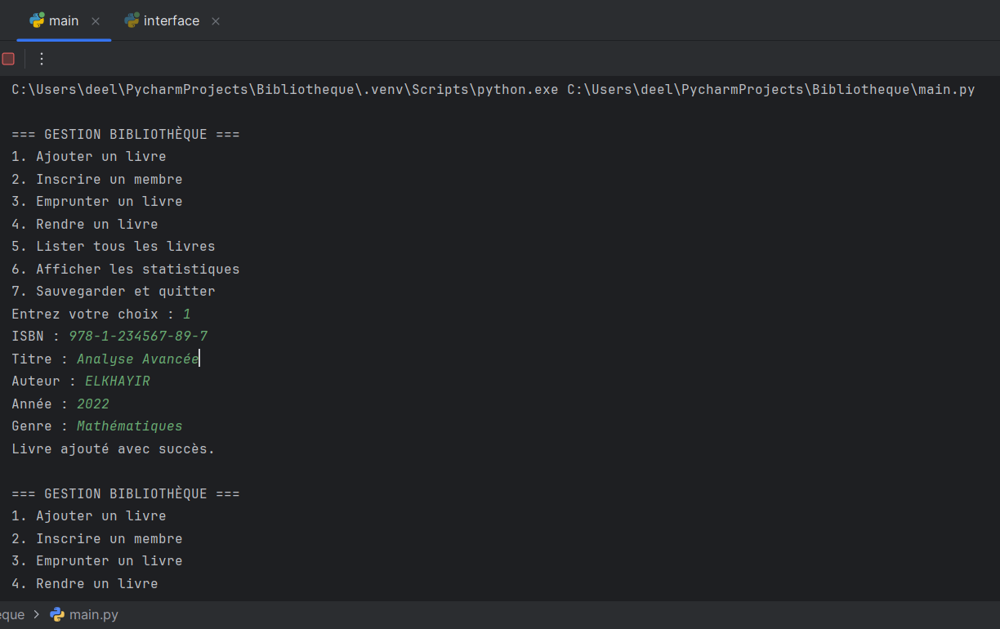 main interface
C:\Users\deel\PycharmProjects\Bibliotheque\.venv\Scripts\python.exe C:\Users\deel\PycharmProjects\Bibliotheque\main.py
=== GESTION BIBLIOTHÈQUE ===
1. Ajouter un livre
2. Inscrire un membre
3. Emprunter un livre
4. Rendre un livre
5. Lister tous les livres
6. Afficher les statistiques
7. Sauvegarder et quitter
Entrez votre choix : 1
ISBN : 978-1-234567-89-7
Titre : Analyse Avancée
Auteur : ELKHAYIR
Année : 2022
Genre : Mathématiques
Livre ajouté avec succès.
=== GESTION BIBLIOTHÈQUE ===
1. Ajouter un livre
2. Inscrire un membre
3. Emprunter un livre
4. Rendre un livre
eque > main.py